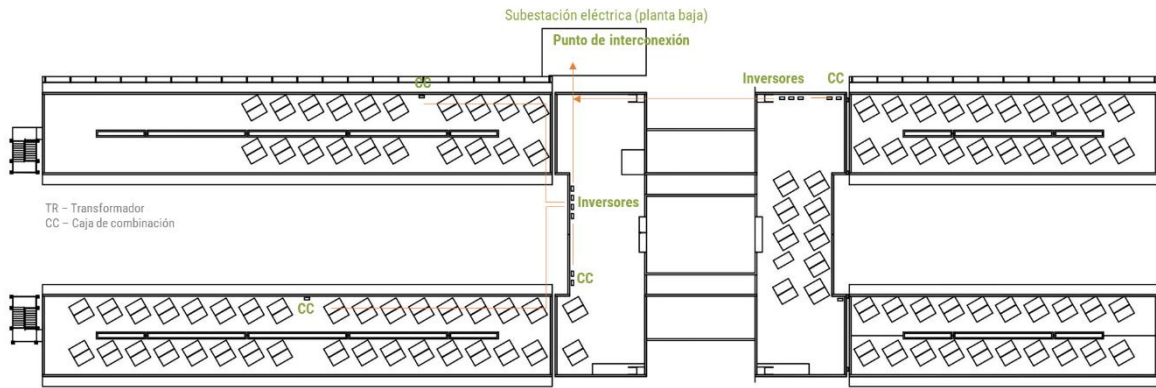 Subestación eléctrica (planta baja)
Punto de interconexión
CC
Inversores
CC
Inversores
TR – Transformador
CC – Caja de combinación
CC
CC